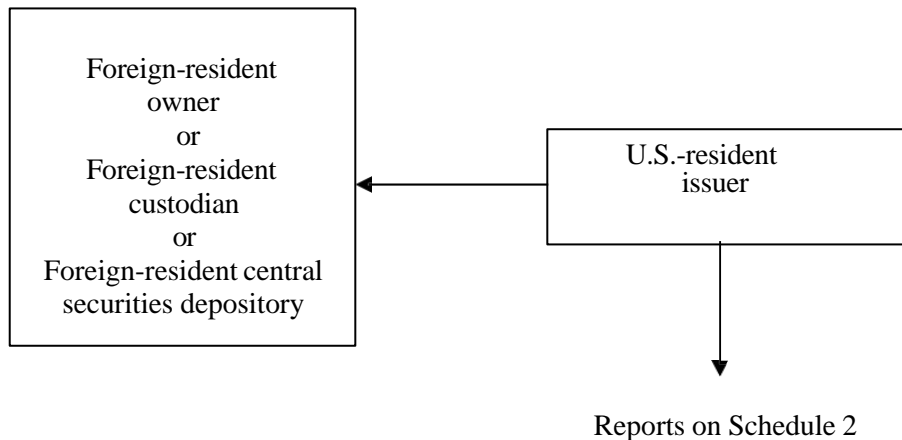 Foreign-resident
owner
or
Foreign-resident
custodian
or
Foreign-resident central
securities depository
U.S.-resident
issuer
Reports on Schedule 2